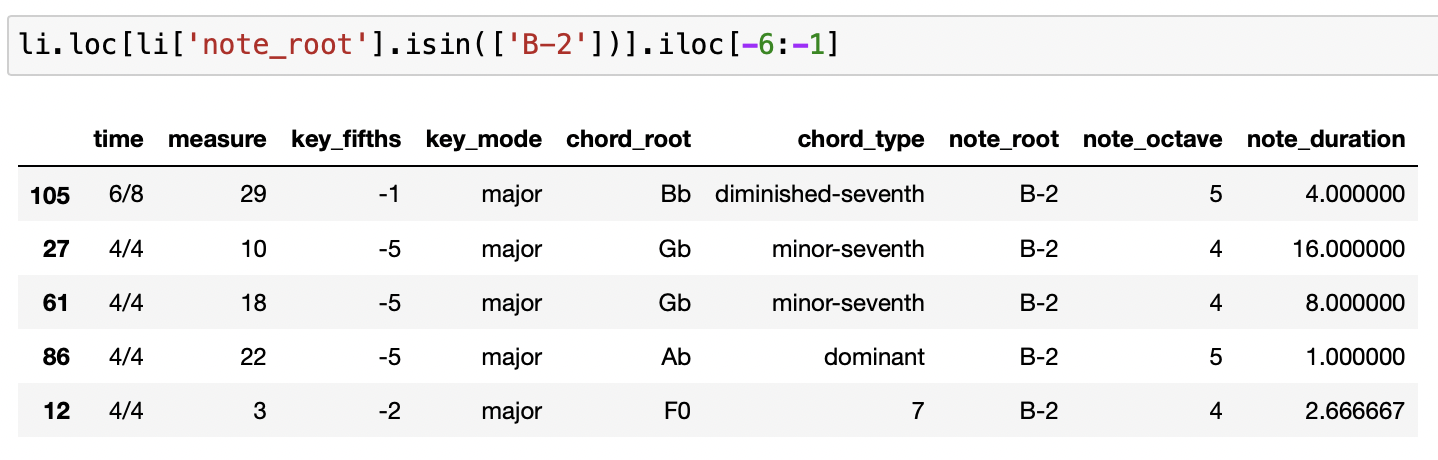 li.loc[li['note_root'].isin(['B-2'])].iloc[-6:-1]
time measure key_fifths key_mode chord_root chord_type note_root note_octave note_duration
105 6/8 29 -1 major Bb diminished-seventh B-2 5 4.000000
27 4/4 10 -5 major Gb minor-seventh B-2 4 16.000000
61 4/4 18 -5 major Gb minor-seventh B-2 4 8.000000
86 4/4 22 -5 major Ab dominant B-2 5 1.000000
12 4/4 3 -2 major F0 7 B-2 4 2.666667